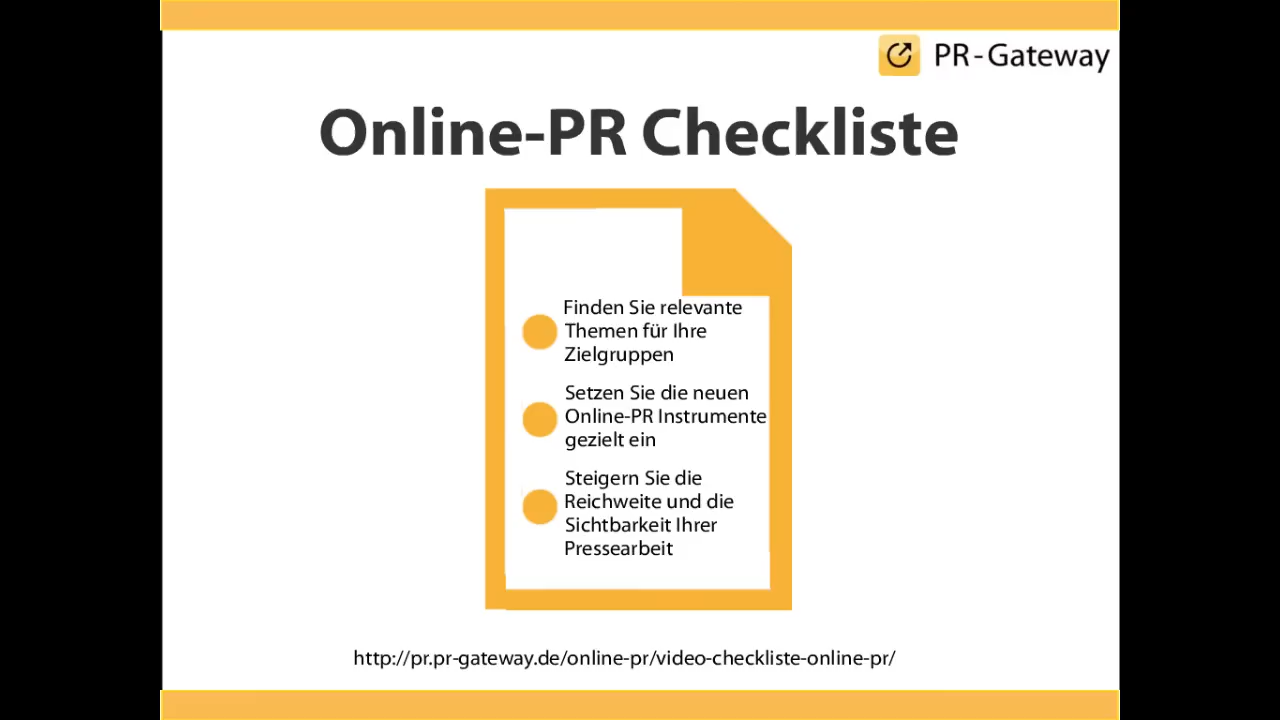 PR-Gateway
Online-PR Checkliste
Finden Sie relevante
Themen für Ihre
Zielgruppen
Setzen Sie die neuen
Online-PR Instrumente
gezielt ein
Steigern Sie die
Reichweite und die
Sichtbarkeit Ihrer
Pressearbeit
http://pr.pr-gateway.de/online-pr/video-checkliste-online-pr/